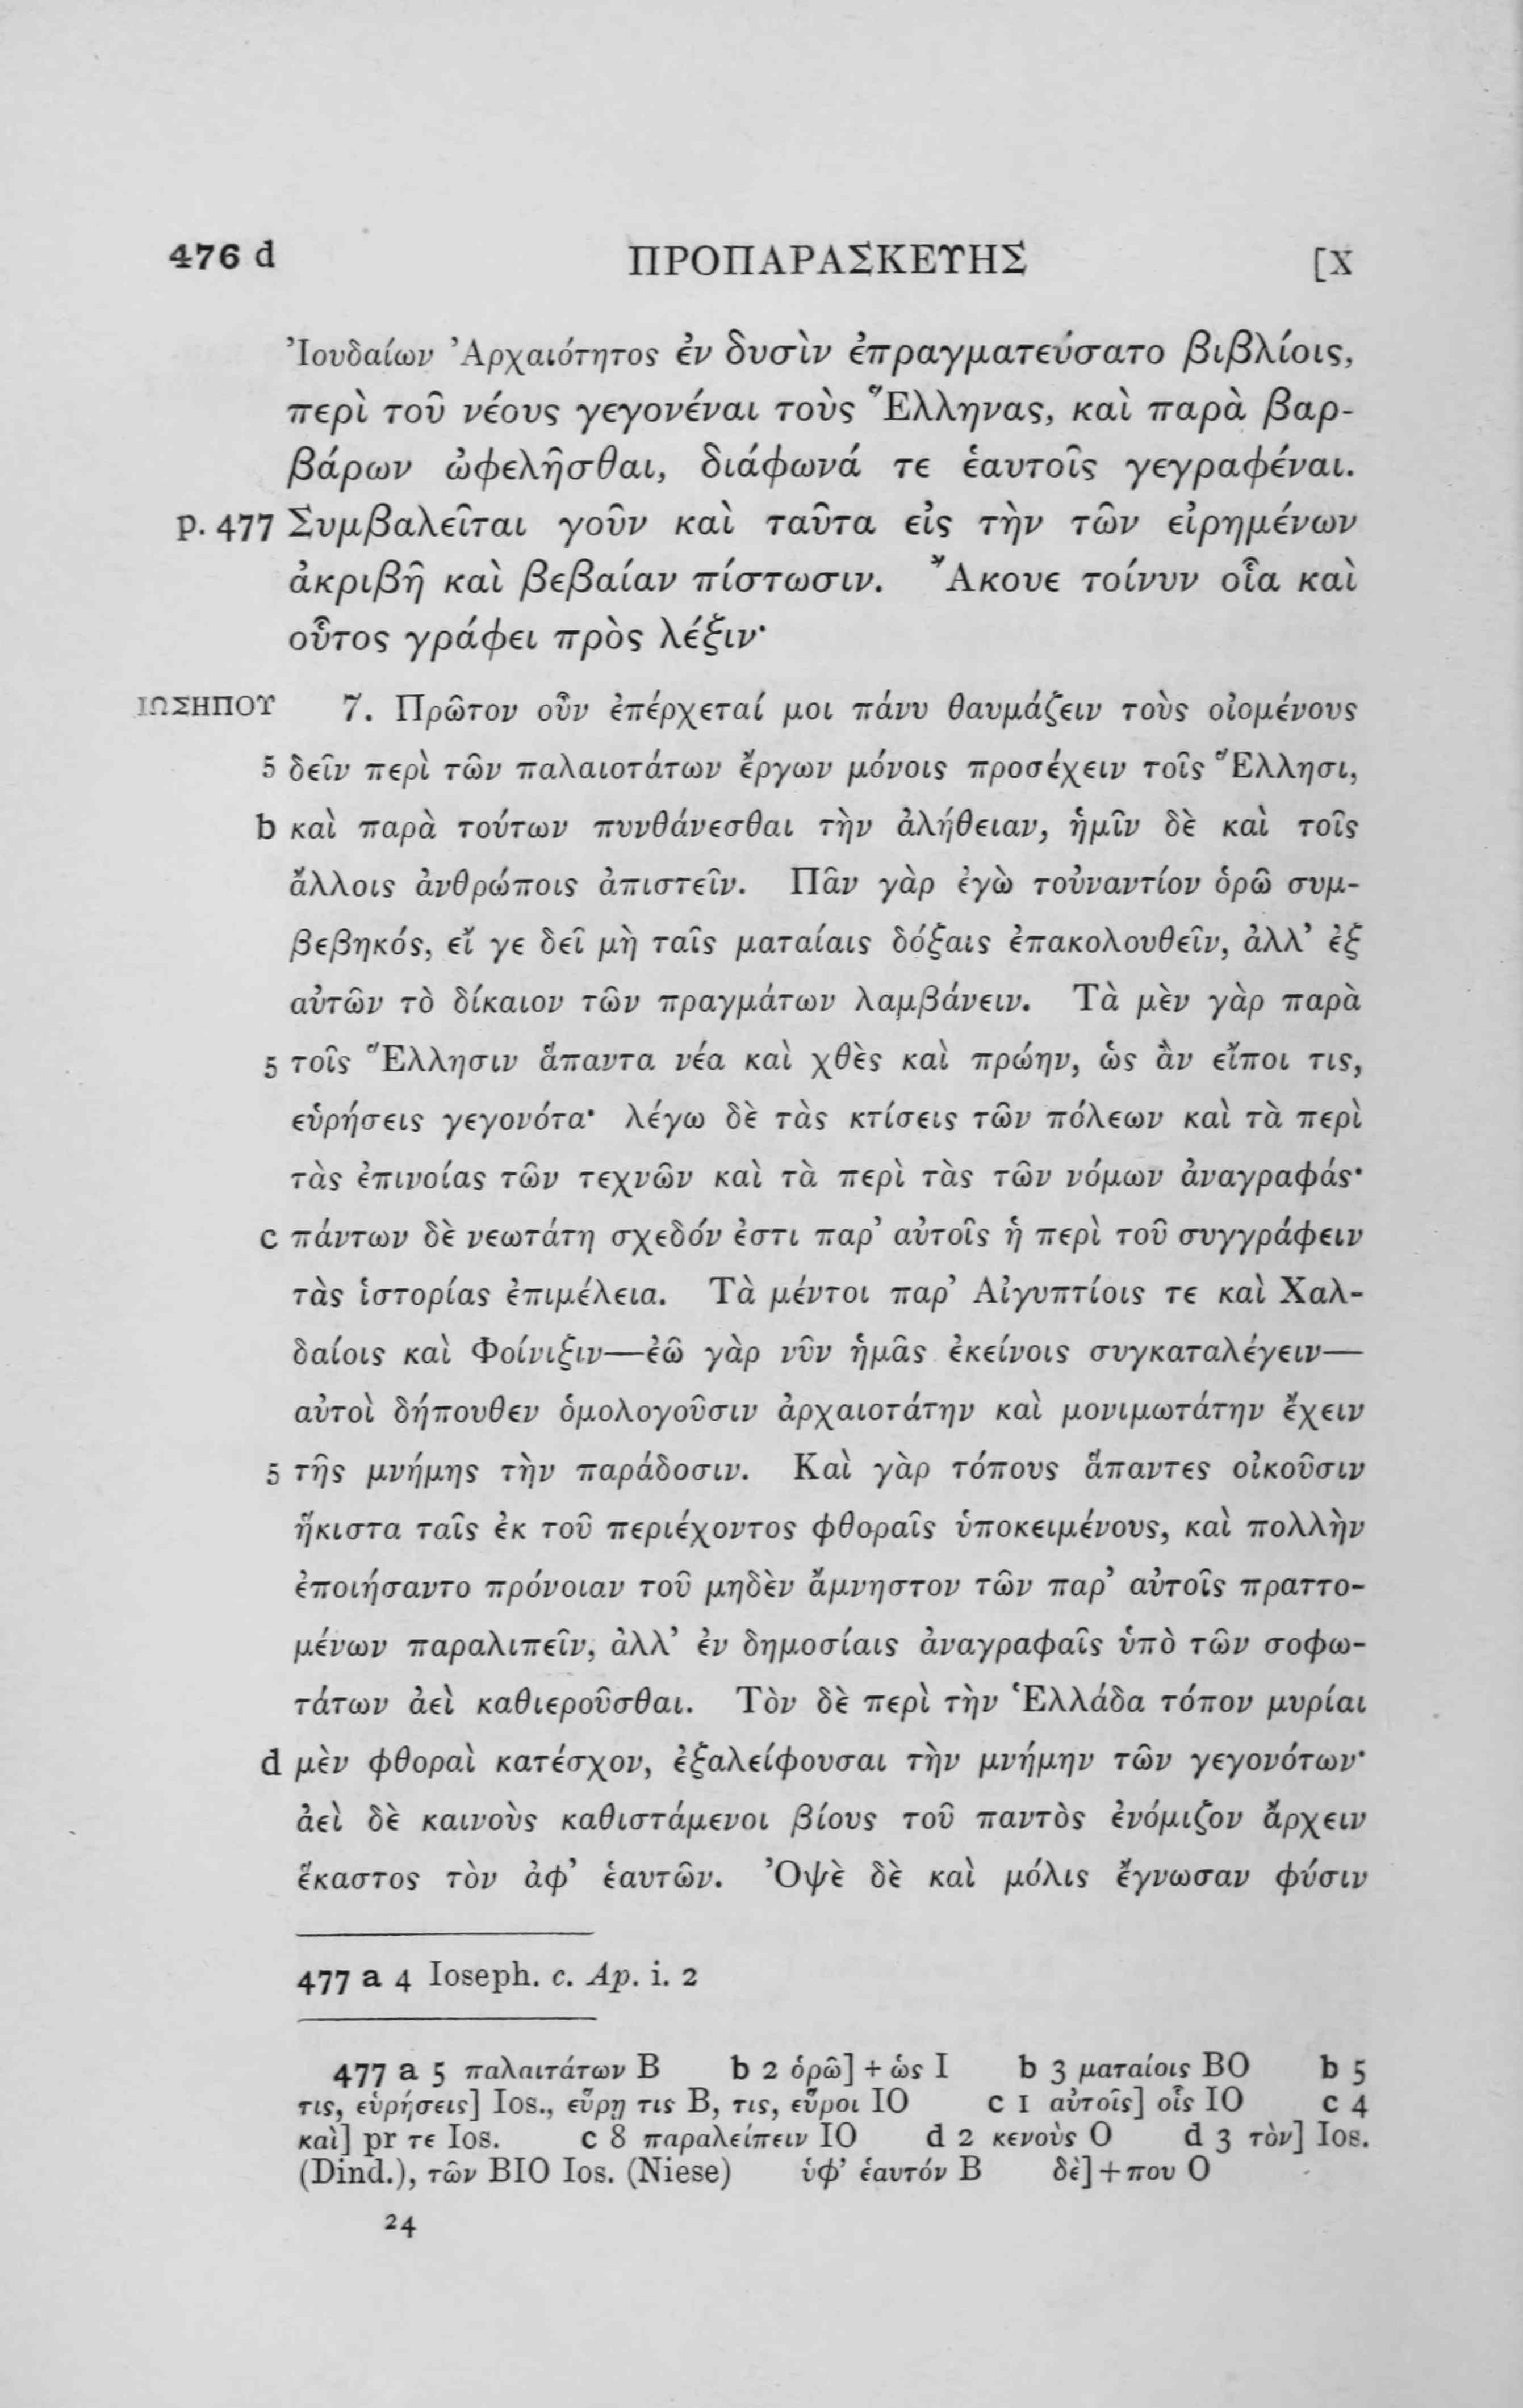 476 d ΠΡΟΠΑΡΑΣΚΕΥΗΣ [X
Ἰουδαίων Ἀρχαιότητος ἐν δυσὶν ἐπραγματεύσατο βιβλίοις,
περὶ τοῦ νέους γεγονέναι τοὺς Ἕλληνας, καὶ παρὰ βαρ-
βάρων ὠφελῆσθαι, διάφωνά τε ἑαυτοῖς γεγραφέναι.
p. 477 Συμβαλεῖται γοῦν καὶ ταῦτα εἰς τὴν τῶν εἰρημένων
ἀκριβῆ καὶ βεβαίαν πίστωσιν. Ἄκουε τοίνυν οἷα καὶ
οὗτος γράφει πρὸς λέξιν·
ΙΩΣΗΠΟΥ 7. Πρῶτον οὖν ἐπέρχεταί μοι πάνυ θαυμάζειν τοὺς οἰομένους
5 δεῖν περὶ τῶν παλαιοτάτων ἔργων μόνοις προσέχειν τοῖς Ἕλλησι,
b καὶ παρὰ τούτων πυνθάνεσθαι τὴν ἀλήθειαν, ἡμῖν δὲ καὶ τοῖς
ἄλλοις ἀνθρώποις ἀπιστεῖν. Πᾶν γὰρ ἐγὼ τοὐναντίον ὁρῶ συμ-
βεβηκός, εἴ γε δεῖ μὴ ταῖς ματαίαις δόξαις ἐπακολουθεῖν, ἀλλ’ ἐξ
αὐτῶν τὸ δίκαιον τῶν πραγμάτων λαμβάνειν. Τὰ μὲν γὰρ παρὰ
5 τοῖς Ἕλλησιν ἅπαντα νέα καὶ χθὲς καὶ πρώην, ὡς ἂν εἴποι τις,
εὑρήσεις γεγονότα· λέγω δὲ τὰς κτίσεις τῶν πόλεων καὶ τὰ περὶ
τὰς ἐπινοίας τῶν τεχνῶν καὶ τὰ περὶ τὰς τῶν νόμων ἀναγραφάς·
c πάντων δὲ νεωτάτη σχεδόν ἐστι παρ’ αὐτοῖς ἡ περὶ τοῦ συγγράφειν
τὰς ἱστορίας ἐπιμέλεια. Τὰ μέντοι παρ’ Αἰγυπτίοις τε καὶ Χαλ-
δαίοις καὶ Φοίνιξιν—ἐῶ γὰρ νῦν ἡμᾶς ἐκείνοις συγκαταλέγειν—
αὐτοὶ δήπουθεν ὁμολογοῦσιν ἀρχαιοτάτην καὶ μονιμωτάτην ἔχειν
5 τῆς μνήμης τὴν παράδοσιν. Καὶ γὰρ τόπους ἅπαντες οἰκοῦσιν
ἥκιστα ταῖς ἐκ τοῦ περιέχοντος φθοραῖς ὑποκειμένους, καὶ πολλὴν
ἐποιήσαντο πρόνοιαν τοῦ μηδὲν ἄμνηστον τῶν παρ’ αὐτοῖς πραττο-
μένων παραλιπεῖν, ἀλλ’ ἐν δημοσίαις ἀναγραφαῖς ὑπὸ τῶν σοφω-
τάτων ἀεὶ καθιεροῦσθαι. Τὸν δὲ περὶ τὴν Ἑλλάδα τόπον μυρίαι
d μὲν φθοραὶ κατέσχον, ἐξαλείφουσαι τὴν μνήμην τῶν γεγονότων·
ἀεὶ δὲ καινοὺς καθιστάμενοι βίους τοῦ παντὸς ἐνόμιζον ἄρχειν
ἕκαστος τὸν ἀφ’ ἑαυτῶν. Ὀψὲ δὲ καὶ μόλις ἔγνωσαν φύσιν
477 a 4 Ioseph. c. Ap. i. 2
477 a 5 παλαιτάτων B b 2 ὁρῶ] + ὡς I b 3 ματαίοις BO b 5
τις, εὑρήσεις] Ios., εὕρῃ τις B, τις, εὕροι IO c 1 αὐτοῖς] οἷς IO c 4
καὶ] pr τε Ios. c 8 παραλείπειν IO d 2 κενοὺς O d 3 τὸν] Ios.
(Dind.), τῶν BIO Ios. (Niese) ὑφ’ ἑαυτόν B δὲ] + που O
24